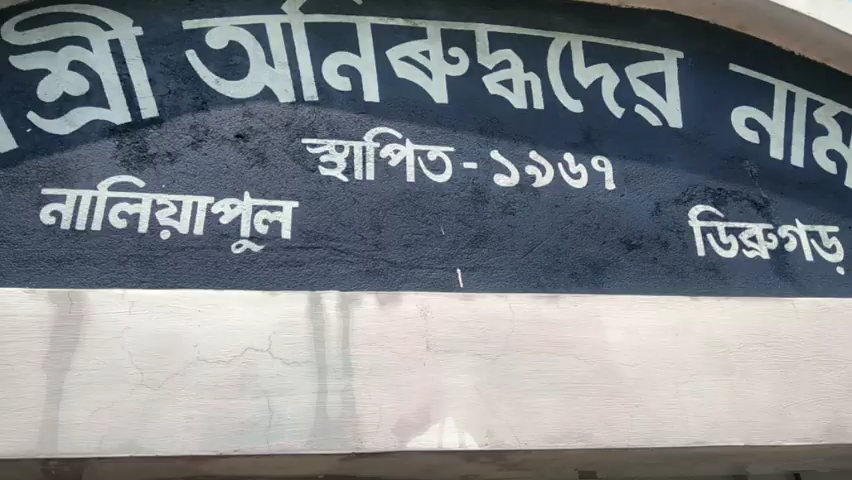 শ্ৰী অনিৰুদ্ধদেৱ নাম
স্থাপিত - ১৯৬৭
নালিয়াপুল ডিব্ৰুগড়